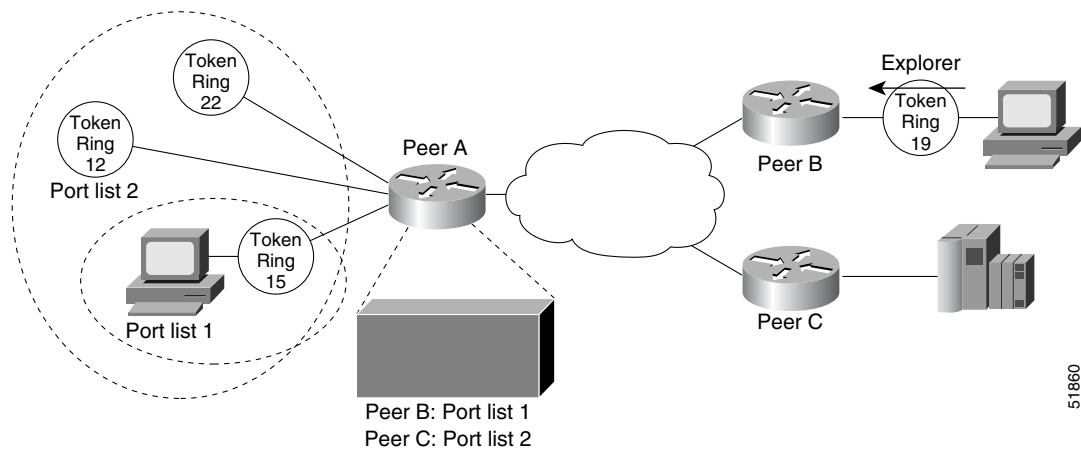 Token
Ring
22
Token
Ring
12
Port list 2
Token
Ring
15
Port list 1
Peer A
Peer B: Port list 1
Peer C: Port list 2
Peer B
Explorer
Token
Ring
19
Peer C
51860